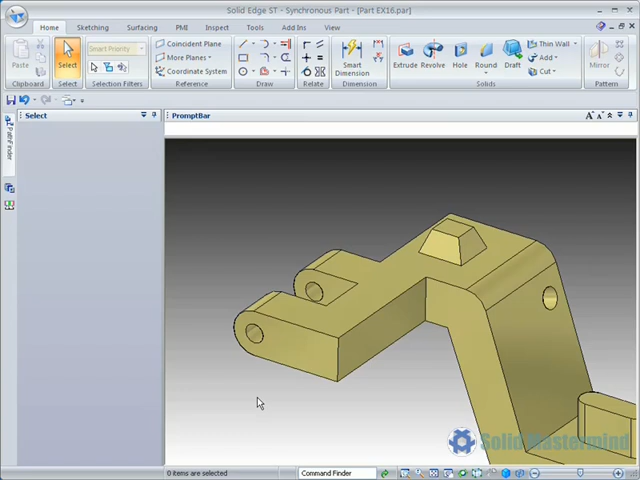 Solid Edge ST - Synchronous Part - [Part EX16.par]
Home Sketching Surfacing PMI Inspect Tools Add Ins
Paste
Select
Smart Priority
Coincident Plane
More Planes
Coordinate System
Smart Dimension
Extrude Revolve Hole Round Draft
Thin Wall
Add
Cut
Mirror
Clipboard Select Selection Filters Reference Draw Relate Dimension Solids Pattern
Select
PromptBar
PathFinder
Solid Mastermind
0 items are selected
Command Finder